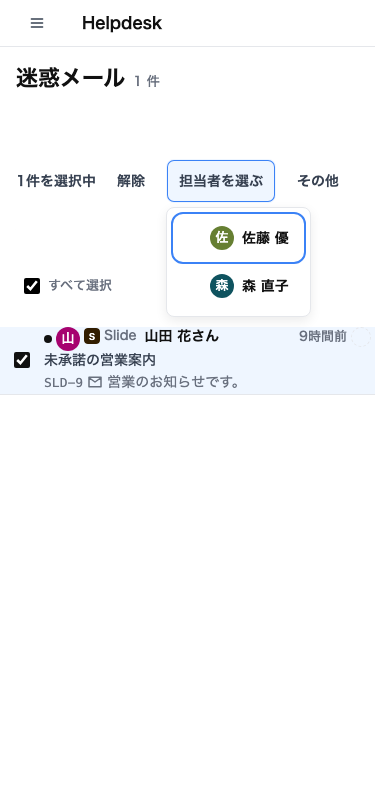 Helpdesk
迷惑メール 1 件
1件を選択中 解除 担当者を選ぶ その他
佐 佐藤 優
森 森 直子
すべて選択
山 S Slide 山田 花さん 9時間前
未承諾の営業案内
SLD-9 営業のお知らせです。